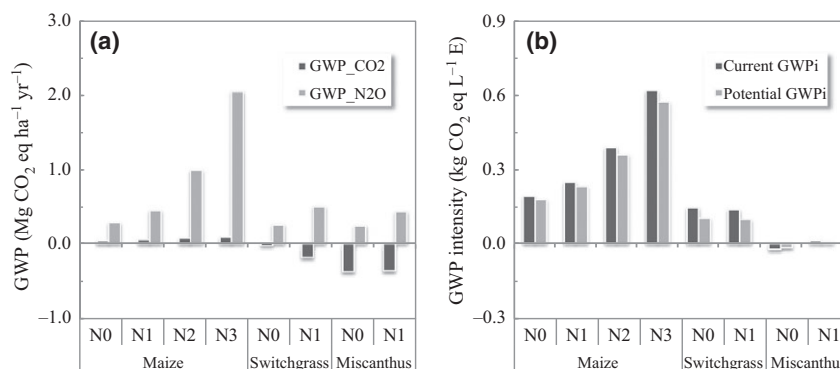 (a)
GWP_CO2
GWP_N2O
GWP (Mg CO₂ eq ha⁻¹ yr⁻¹)
3.0
2.0
1.0
0.0
–1.0
N0 N1 N2 N3 N0 N1 N0 N1
Maize Switchgrass Miscanthus
(b)
Current GWPi
Potential GWPi
GWP intensity (kg CO₂ eq L⁻¹ E)
0.9
0.6
0.3
0.0
–0.3
N0 N1 N2 N3 N0 N1 N0 N1
Maize Switchgrass Miscanthus